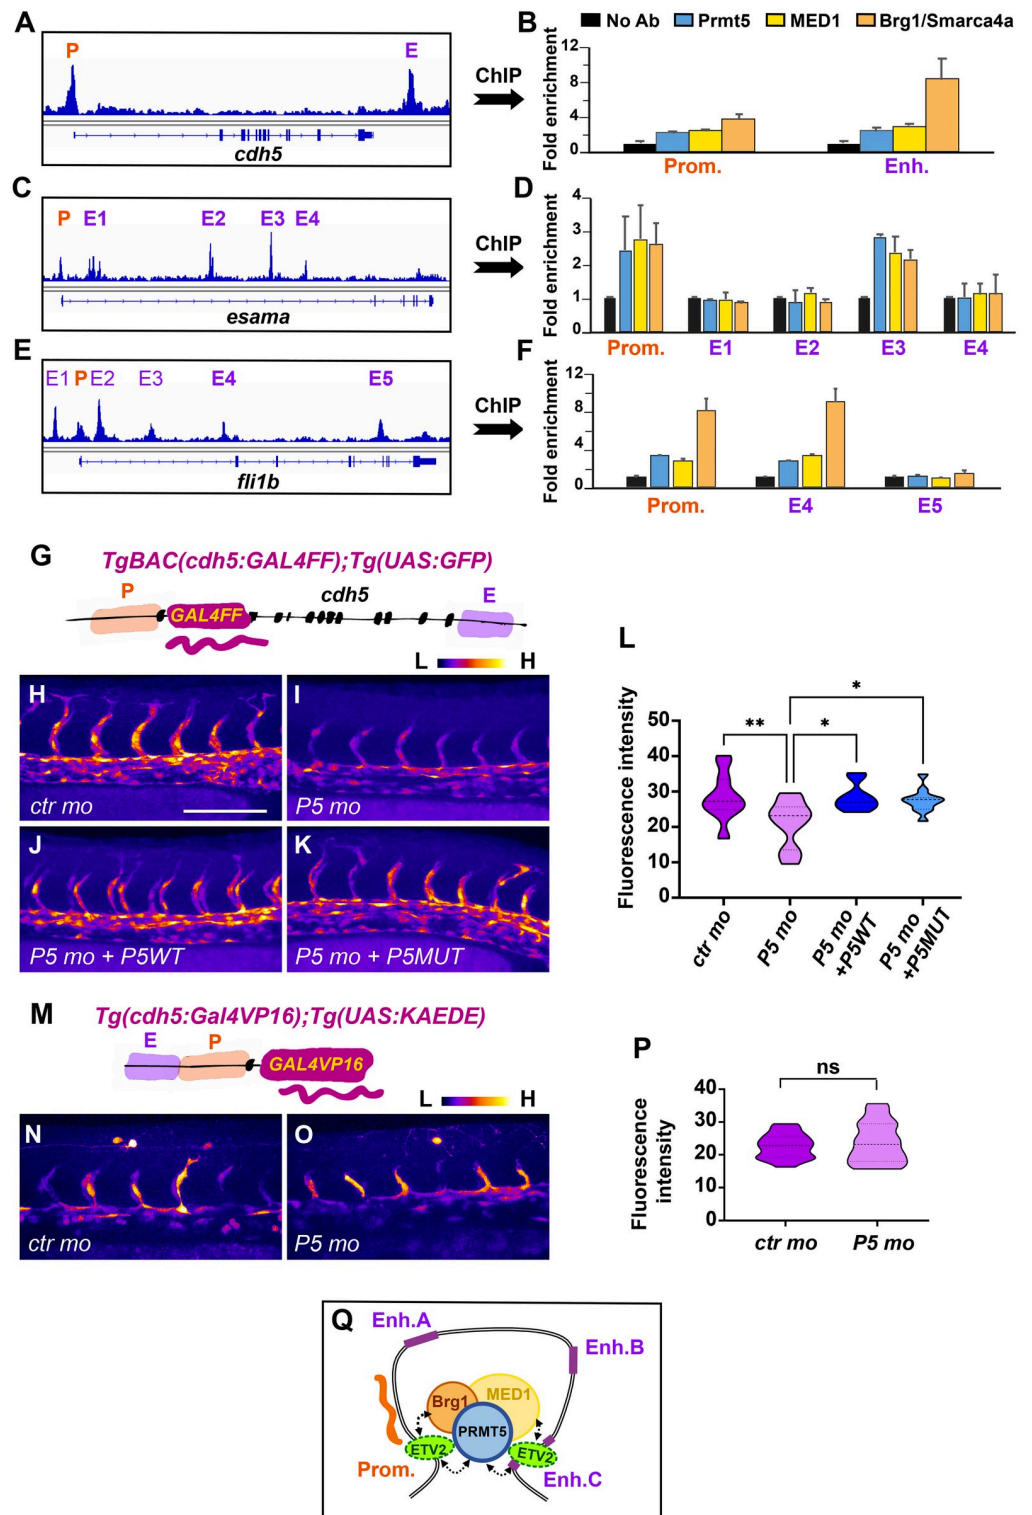 A
P
E
cdh5
ChIP
B
No Ab
Prmt5
MED1
Brg1/Smarca4a
Fold enrichment
12
8
4
0
Prom.
Enh.
C
P
E1
E2
E3
E4
esama
ChIP
D
Fold enrichment
4
3
2
1
0
Prom.
E1
E2
E3
E4
E
E1
P
E2
E3
E4
E5
fli1b
ChIP
F
Fold enrichment
12
8
4
0
Prom.
E4
E5
G
TgBAC(cdh5:GAL4FF);Tg(UAS:GFP)
P
cdh5
E
GAL4FF
L
H
H
ctr mo
I
P5 mo
J
P5 mo + P5WT
K
P5 mo + P5MUT
L
Fluorescence intensity
50
40
30
20
10
0
**
*
*
ctr mo
P5 mo
P5 mo
+P5WT
P5 mo
+P5MUT
M
Tg(cdh5:Gal4VP16);Tg(UAS:KAEDE)
E
P
GAL4VP16
L
H
N
ctr mo
O
P5 mo
P
Fluorescence
intensity
40
30
20
10
0
ns
ctr mo
P5 mo
Q
Enh.A
Enh.B
Brg1
MED1
PRMT5
ETV2
ETV2
Prom.
Enh.C